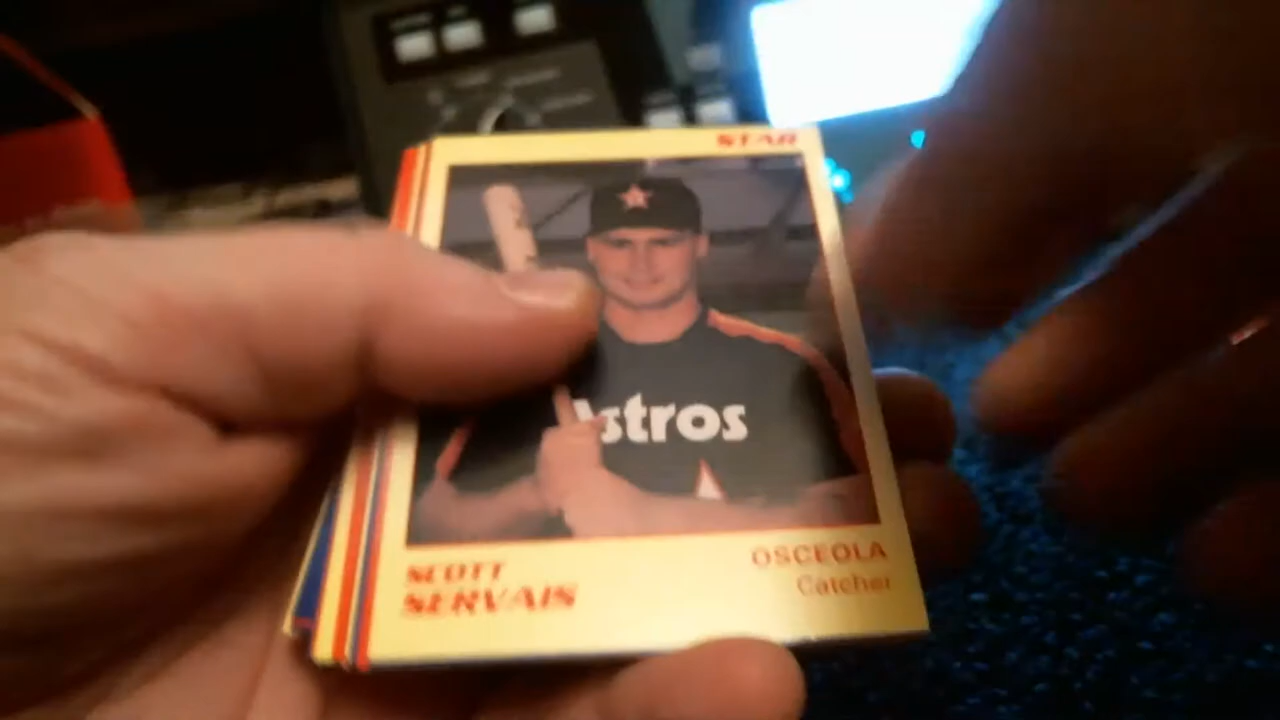 STAR
Astros
SCOTT
SERVAIS
OSCEOLA
Catcher